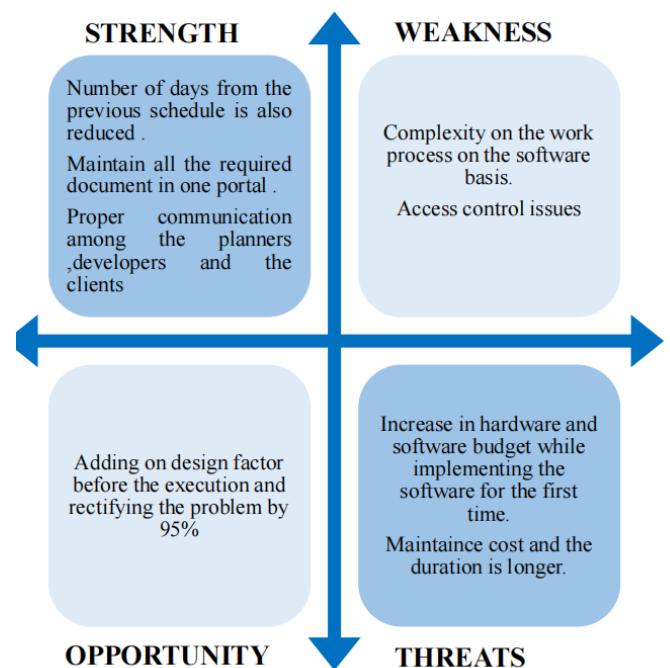 STRENGTH
Number of days from the
previous schedule is also
reduced .
Maintain all the required
document in one portal .
Proper communication
among the planners
,developers and the
clients
WEAKNESS
Complexity on the work
process on the software
basis.
Access control issues
Adding on design factor
before the execution and
rectifying the problem by
95%
OPPORTUNITY
Increase in hardware and
software budget while
implementing the
software for the first
time.
Maintaince cost and the
duration is longer.
THREATS